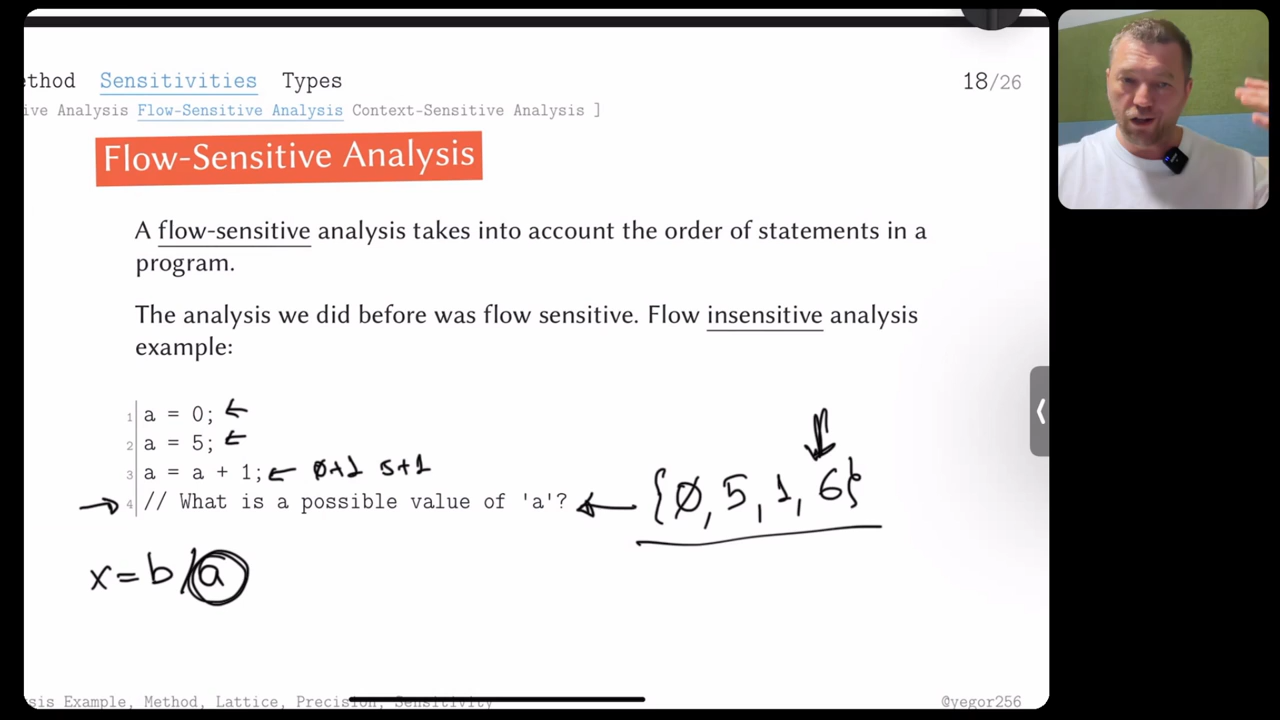 ethod Sensitivities Types 18/26
ive Analysis Flow-Sensitive Analysis Context-Sensitive Analysis ]
Flow-Sensitive Analysis
A flow-sensitive analysis takes into account the order of statements in a
program.
The analysis we did before was flow sensitive. Flow insensitive analysis
example:
1 a = 0;
2 a = 5;
3 a = a + 1; 0+1 5+1
4 // What is a possible value of 'a'? {0, 5, 1, 6}
x = b/a
sis Example, Method, Lattice, Precision, Sensitivity @yegor256